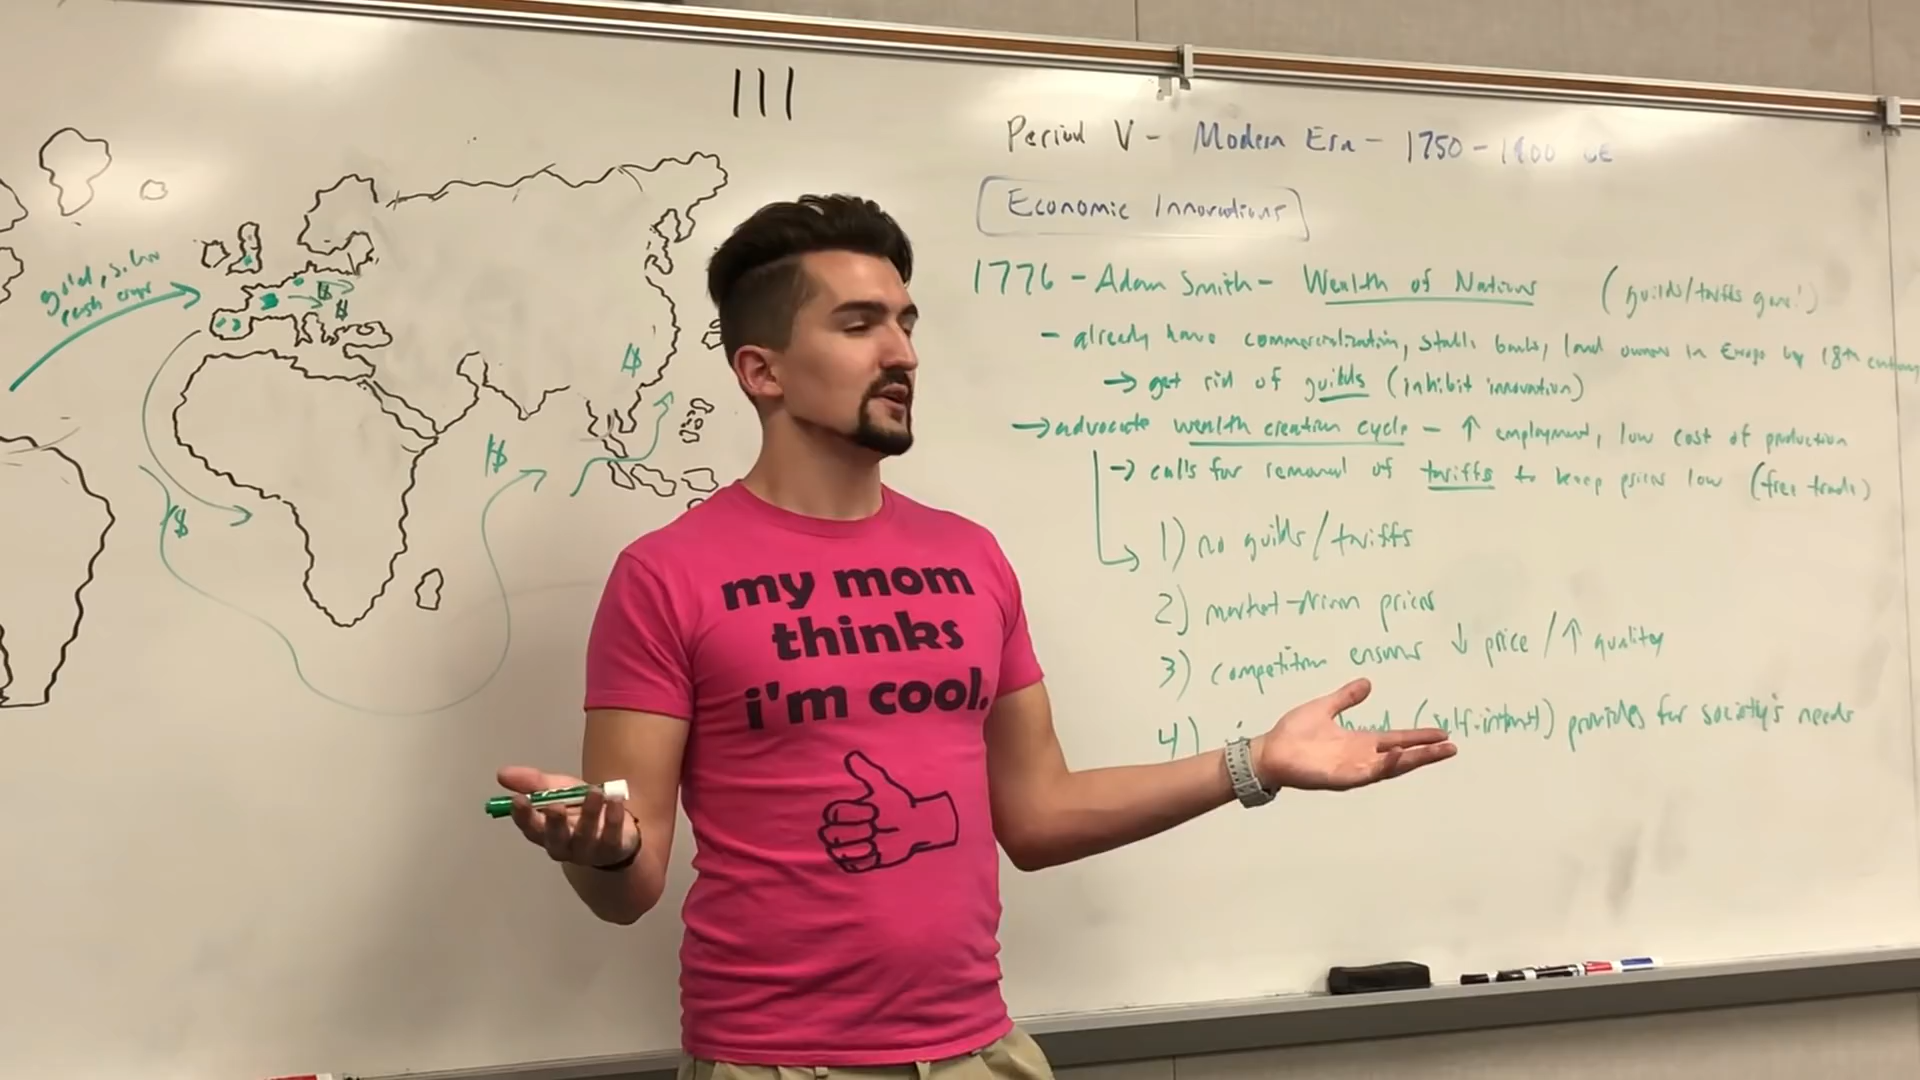 III
Period V - Modern Era - 1750 - 1900 CE
Economic Innovations
1776 - Adam Smith - Wealth of Nations (guilds/tariffs gone!)
- already have commercialization, stable banks, land owners in Europe by 18th century
→ get rid of guilds (inhibit innovation)
→ advocate wealth creation cycle - ↑ employment, low cost of production
→ calls for removal of tariffs to keep prices low (free trade)
1) no guilds/tariffs
2) market-driven prices
3) competition ensures ↓ price / ↑ quality
4) hand (self-interest) provides for society's needs
gold, silver
cash crops
$
$
$
$
$
my mom
thinks
i'm cool.